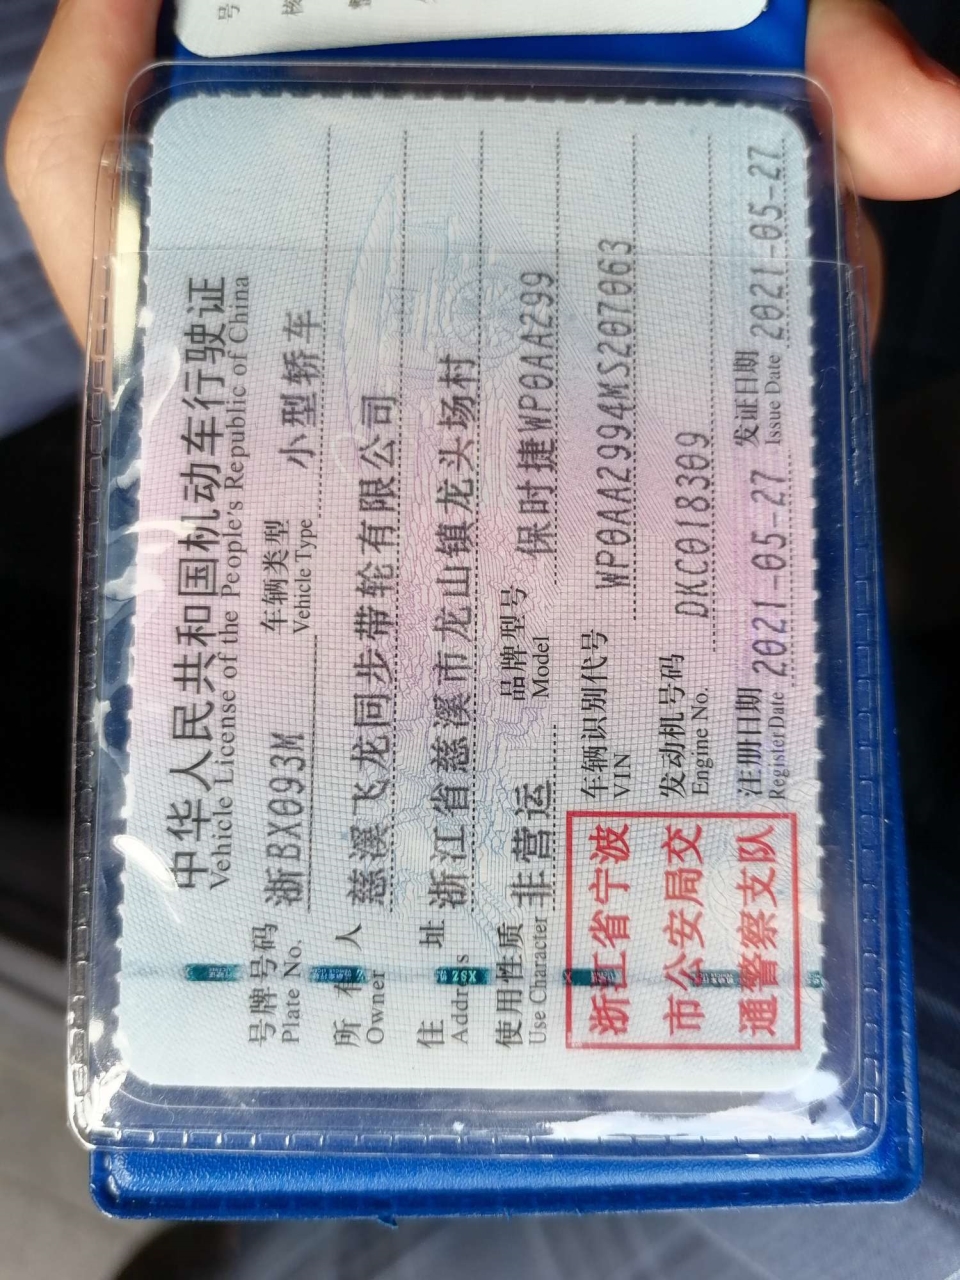 中华人民共和国机动车行驶证
Vehicle License of the People's Republic of China
号牌号码 浙BX093M 车辆类型 小型轿车
Plate No. Vehicle Type
所有人 慈溪飞龙同步带轮有限公司
Owner
住址 浙江省慈溪市龙山镇龙头场村
Address
使用性质 非营运 品牌型号 保时捷WP0AA299
Use Character Model
浙江省宁波
市公安局交
通警察支队
车辆识别代号 WP0AA2994MS207063
VIN
发动机号码 DKC018309
Engine No.
注册日期 2021-05-27 发证日期 2021-05-27
Register Date Issue Date